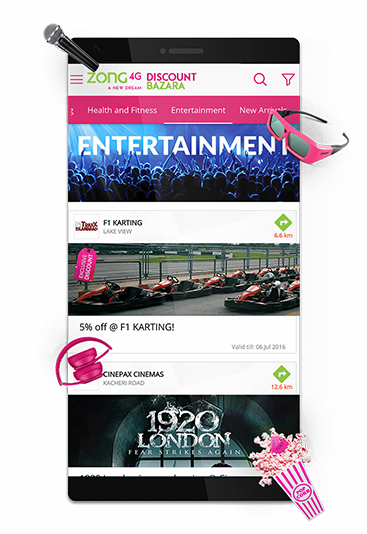 ZONG 4G DISCOUNT
A NEW DREAM BAZARA
Health and Fitness Entertainment New Arrivals
ENTERTAINMENT
F1 KARTING
LAKE VIEW
6.6 km
EXCLUSIVE
DISCOUNT
5% off @ F1 KARTING!
Valid till: 06 Jul 2016
CINEPAX CINEMAS
KACHERI ROAD
12.6 km
1920
LONDON
FEAR STRIKES AGAIN
POP
CORN